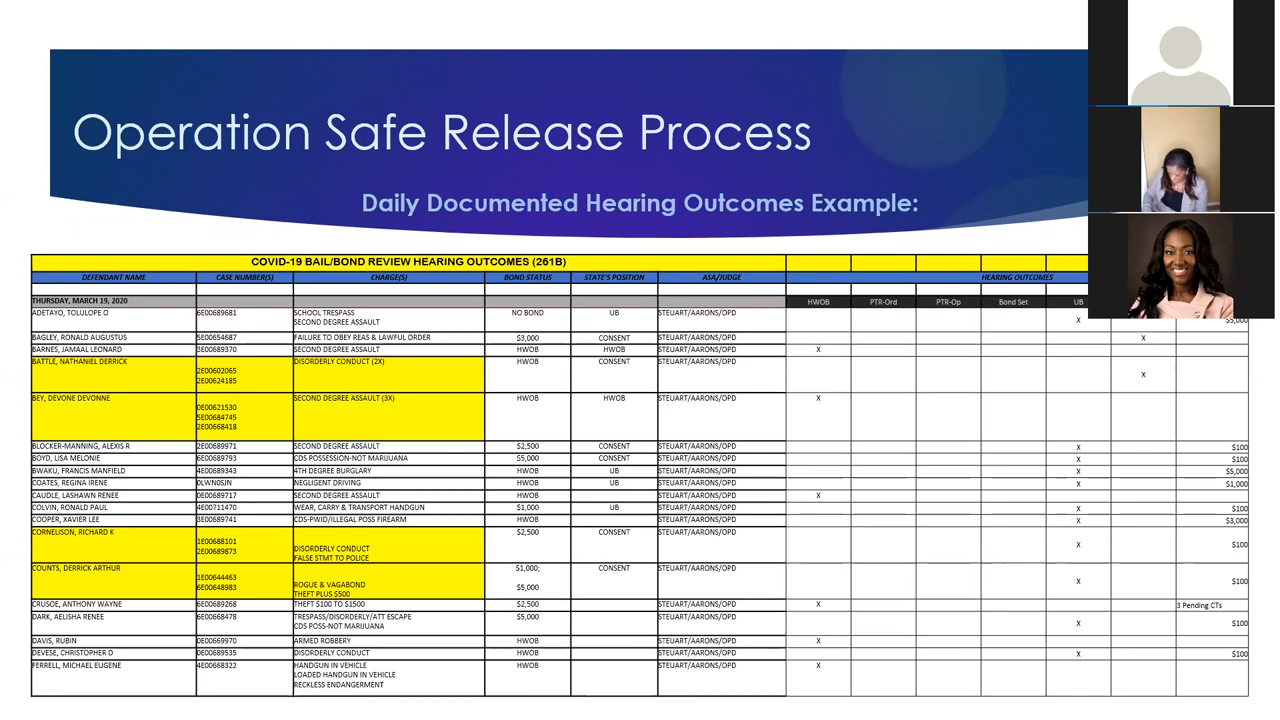 Operation Safe Release Process
Daily Documented Hearing Outcomes Example:
COVID-19 BAIL/BOND REVIEW HEARING OUTCOMES (261B)
DEFENDANT NAME CASE NUMBER(S) CHARGE(S) BOND STATUS STATE'S POSITION ASA/JUDGE HEARING OUTCOMES
THURSDAY, MARCH 19, 2020 HWOB PTR-Ord PTR-Op Bond Set UB
ADETAYO, TOLULOPE O 6E00689681 SCHOOL TRESPASS NO BOND UB STEUART/AARONS/OPD
SECOND DEGREE ASSAULT X $5,000
BAGLEY, RONALD AUGUSTUS 5E00654687 FAILURE TO OBEY REAS & LAWFUL ORDER $3,000 CONSENT STEUART/AARONS/OPD X
BARNES, JAMAAL LEONARD 3E00689370 SECOND DEGREE ASSAULT HWOB HWOB STEUART/AARONS/OPD X
BATTLE, NATHANIEL DERRICK DISORDERLY CONDUCT (2X) HWOB CONSENT STEUART/AARONS/OPD
2E00602065 X
2E00624185
BEY, DEVONE DEVONNE SECOND DEGREE ASSAULT (3X) HWOB HWOB STEUART/AARONS/OPD X
0E00621530
5E00684745
2E00668418
BLOCKER-MANNING, ALEXIS R 2E00689971 SECOND DEGREE ASSAULT $2,500 CONSENT STEUART/AARONS/OPD X $100
BOYD, LISA MELONIE 6E00689793 CDS POSSESSION-NOT MARIJUANA $5,000 CONSENT STEUART/AARONS/OPD X $100
BWAKU, FRANCIS MANFIELD 4E00689343 4TH DEGREE BURGLARY HWOB UB STEUART/AARONS/OPD X $5,000
COATES, REGINA IRENE 0LWN0SJN NEGLIGENT DRIVING HWOB UB STEUART/AARONS/OPD X $1,000
CAUDLE, LASHAWN RENEE 0E00689717 SECOND DEGREE ASSAULT HWOB STEUART/AARONS/OPD X
COLVIN, RONALD PAUL 4E00711470 WEAR, CARRY & TRANSPORT HANDGUN $1,000 UB STEUART/AARONS/OPD X $100
COOPER, XAVIER LEE 3E00689741 CDS-PWID/ILLEGAL POSS FIREARM HWOB STEUART/AARONS/OPD X $3,000
CORNELISON, RICHARD K $2,500 CONSENT STEUART/AARONS/OPD
1E00688101 X $100
2E00689873 DISORDERLY CONDUCT
FALSE STMT TO POLICE
COUNTS, DERRICK ARTHUR $1,000; CONSENT STEUART/AARONS/OPD
1E00644463 X $100
6E00648983 ROGUE & VAGABOND $5,000
THEFT PLUS $500
CRUSOE, ANTHONY WAYNE 6E00689268 THEFT $100 TO $1500 $2,500 STEUART/AARONS/OPD X 3 Pending CTs
DARK, AELISHA RENEE 6E00668478 TRESPASS/DISORDERLY/ATT ESCAPE $5,000 STEUART/AARONS/OPD
CDS POSS-NOT MARIJUANA X $100
DAVIS, RUBIN 0E00669970 ARMED ROBBERY HWOB STEUART/AARONS/OPD X
DEVESE, CHRISTOPHER D 0E00689535 DISORDERLY CONDUCT HWOB STEUART/AARONS/OPD X $100
FERRELL, MICHAEL EUGENE 4E00668322 HANDGUN IN VEHICLE HWOB STEUART/AARONS/OPD X
LOADED HANDGUN IN VEHICLE
RECKLESS ENDANGERMENT